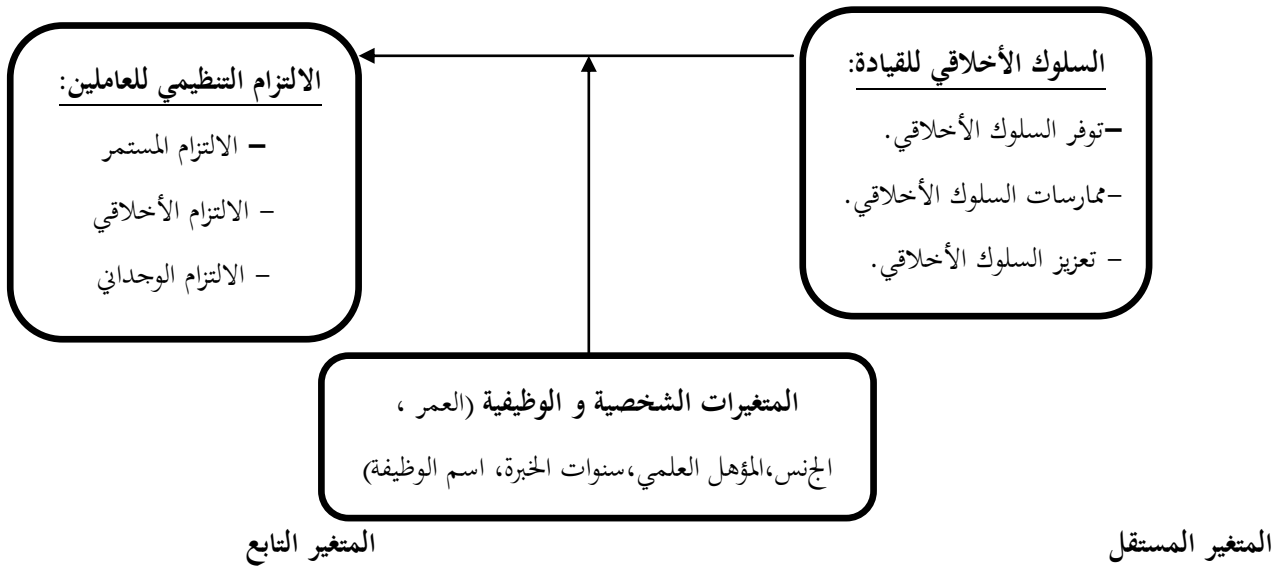 السلوك الأخلاقي للقيادة:
–توفر السلوك الأخلاقي.
-ممارسات السلوك الأخلاقي.
- تعزيز السلوك الأخلاقي.
الالتزام التنظيمي للعاملين:
– الالتزام المستمر
- الالتزام الأخلاقي
- الالتزام الوجداني
المتغيرات الشخصية و الوظيفية (العمر ،
الجنس،المؤهل العلمي،سنوات الخبرة، اسم الوظيفة)
المتغير المستقل
المتغير التابع